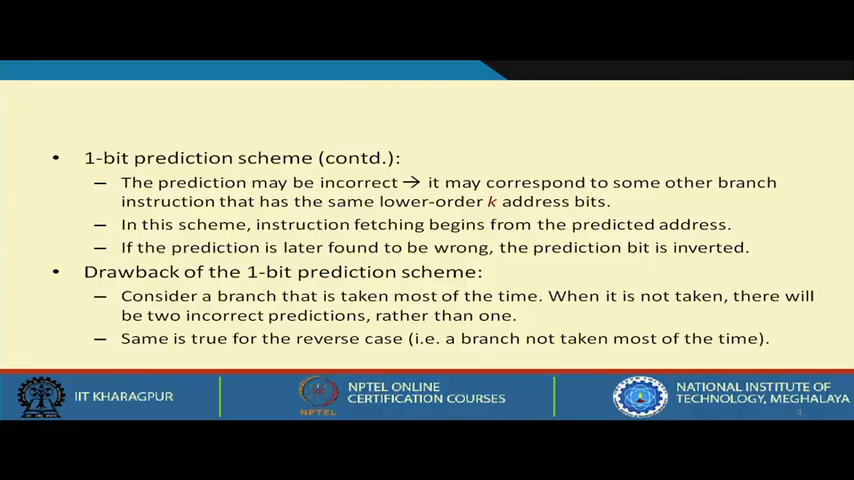 • 1-bit prediction scheme (contd.):
– The prediction may be incorrect → it may correspond to some other branch
instruction that has the same lower-order k address bits.
– In this scheme, instruction fetching begins from the predicted address.
– If the prediction is later found to be wrong, the prediction bit is inverted.
• Drawback of the 1-bit prediction scheme:
– Consider a branch that is taken most of the time. When it is not taken, there will
be two incorrect predictions, rather than one.
– Same is true for the reverse case (i.e. a branch not taken most of the time).
IIT KHARAGPUR
NPTEL
NPTEL ONLINE
CERTIFICATION COURSES
NATIONAL INSTITUTE OF
TECHNOLOGY, MEGHALAYA
4